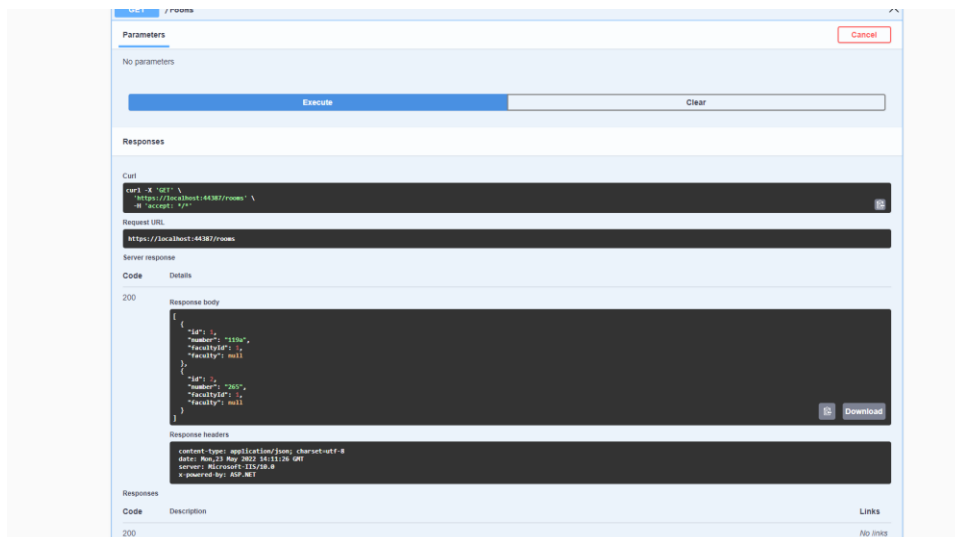 GET /rooms
Parameters
Cancel
No parameters
Execute
Clear
Responses
Curl
curl -X 'GET' \
'https://localhost:44387/rooms' \
-H 'accept: */*'
Request URL
https://localhost:44387/rooms
Server response
Code Details
200
Response body
[
{
"id": 1,
"number": "119a",
"facultyId": 1,
"faculty": null
},
{
"id": 2,
"number": "265",
"facultyId": 1,
"faculty": null
}
]
Download
Response headers
content-type: application/json; charset=utf-8
date: Mon,23 May 2022 14:11:26 GMT
server: Microsoft-IIS/10.0
x-powered-by: ASP.NET
Responses
Code Description Links
200 No links